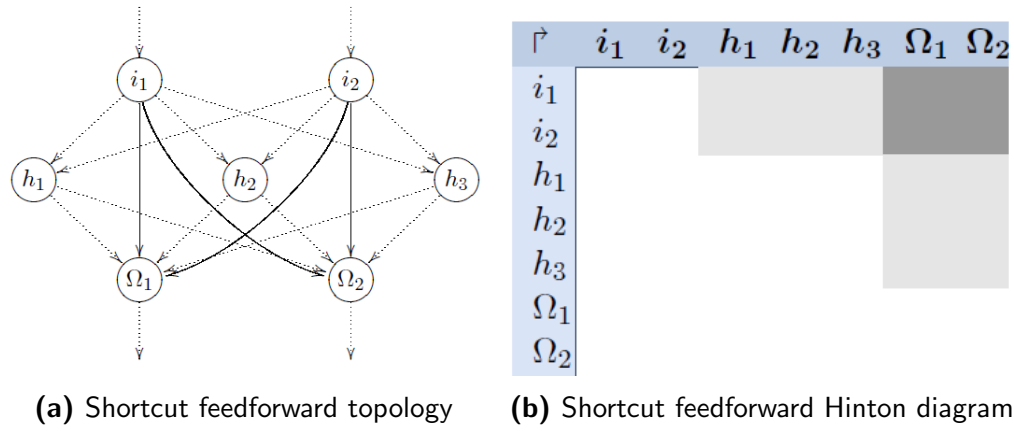 i₁ i₂
h₁ h₂ h₃
Ω₁ Ω₂
(a) Shortcut feedforward topology
↱ i₁ i₂ h₁ h₂ h₃ Ω₁ Ω₂
i₁
i₂
h₁
h₂
h₃
Ω₁
Ω₂
(b) Shortcut feedforward Hinton diagram